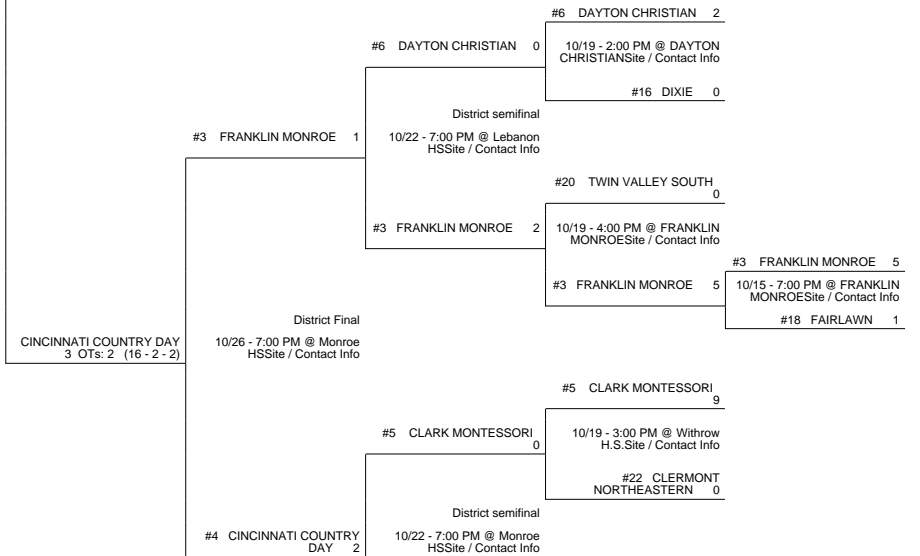 #6 DAYTON CHRISTIAN 2
#6 DAYTON CHRISTIAN 0
10/19 - 2:00 PM @ DAYTON
CHRISTIANSite / Contact Info
#16 DIXIE 0
District semifinal
#3 FRANKLIN MONROE 1
10/22 - 7:00 PM @ Lebanon
HSSite / Contact Info
#20 TWIN VALLEY SOUTH
0
#3 FRANKLIN MONROE 2
10/19 - 4:00 PM @ FRANKLIN
MONROESite / Contact Info
#3 FRANKLIN MONROE 5
#3 FRANKLIN MONROE 5
10/15 - 7:00 PM @ FRANKLIN
MONROESite / Contact Info
#18 FAIRLAWN 1
District Final
CINCINNATI COUNTRY DAY
3 OTs: 2 (16 - 2 - 2)
10/26 - 7:00 PM @ Monroe
HSSite / Contact Info
#5 CLARK MONTESSORI
9
#5 CLARK MONTESSORI
0
10/19 - 3:00 PM @ Withrow
H.S.Site / Contact Info
#22 CLERMONT
NORTHEASTERN 0
District semifinal
#4 CINCINNATI COUNTRY
DAY 2
10/22 - 7:00 PM @ Monroe
HSSite / Contact Info